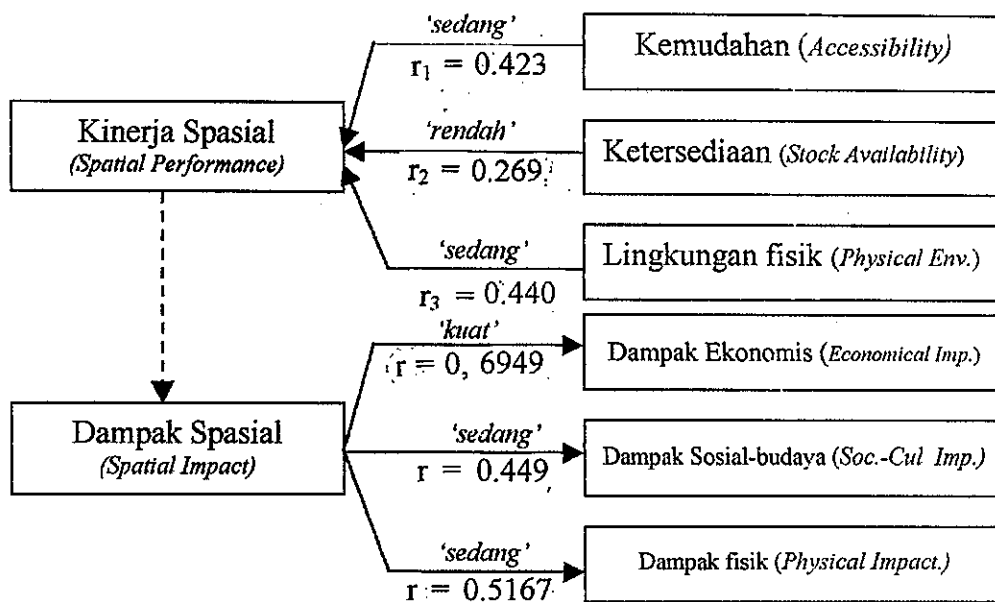 ‘sedang’
Kemudahan (Accessibility)
r₁ = 0.423
Kinerja Spasial
(Spatial Performance)
‘rendah’
Ketersediaan (Stock Availability)
r₂ = 0.269
‘sedang’
Lingkungan fisik (Physical Env.)
r₃ = 0.440
‘kuat’
Dampak Ekonomis (Economical Imp.)
r = 0, 6949
Dampak Spasial
(Spatial Impact)
‘sedang’
Dampak Sosial-budaya (Soc.-Cul Imp.)
r = 0.449
‘sedang’
Dampak fisik (Physical Impact.)
r = 0.5167